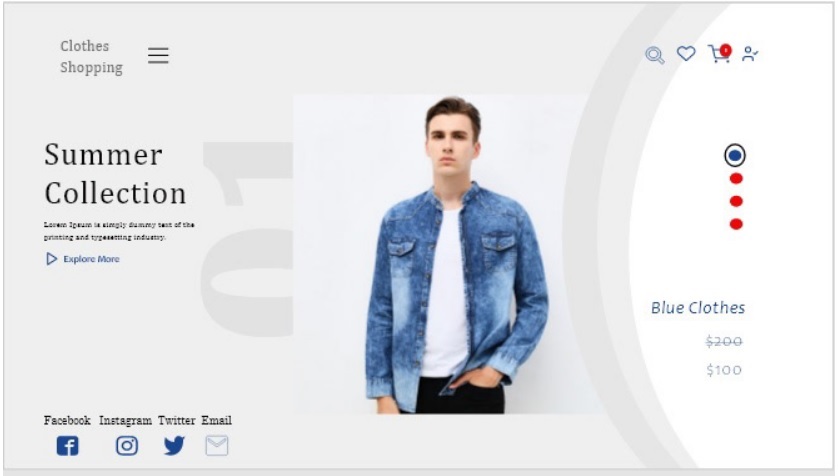 Clothes
Shopping
01
Summer
Collection
Lorem Ipsum is simply dummy text of the
printing and typesetting industry.
Explore More
Blue Clothes
$200
$100
Facebook Instagram Twitter Email